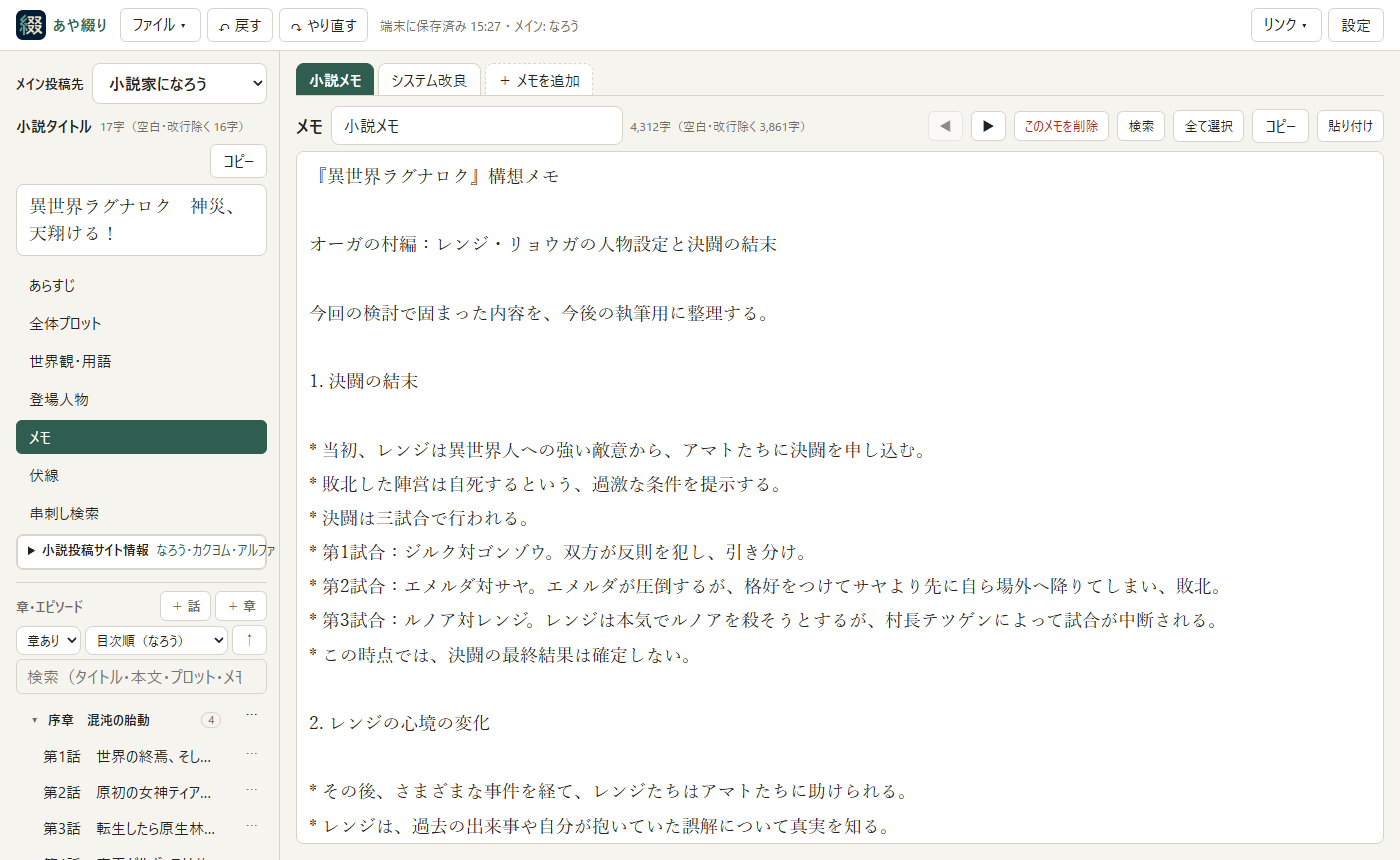 綴 あや綴り ファイル ▾ ↶ 戻す ↷ やり直す 端末に保存済み 15:27・メイン: なろう リンク ▾ 設定
メイン投稿先 小説家になろう
小説タイトル 17字（空白・改行除く 16字）
コピー
異世界ラグナロク　神災、
天翔ける！
あらすじ
全体プロット
世界観・用語
登場人物
メモ
伏線
串刺し検索
▶ 小説投稿サイト情報 なろう・カクヨム・アルファ
章・エピソード ＋ 話 ＋ 章
章あり 目次順（なろう） ↑
検索（タイトル・本文・プロット・メモ
▾ 序章　混沌の胎動 4 …
第1話　世界の終焉、そし... …
第2話　原初の女神ティア... …
第3話　転生したら原生林... …
小説メモ システム改良 ＋ メモを追加
メモ 小説メモ 4,312字（空白・改行除く 3,861字） ◀ ▶ このメモを削除 検索 全て選択 コピー 貼り付け
『異世界ラグナロク』構想メモ
オーガの村編：レンジ・リョウガの人物設定と決闘の結末
今回の検討で固まった内容を、今後の執筆用に整理する。
1. 決闘の結末
* 当初、レンジは異世界人への強い敵意から、アマトたちに決闘を申し込む。
* 敗北した陣営は自死するという、過激な条件を提示する。
* 決闘は三試合で行われる。
* 第1試合：ジルク対ゴンゾウ。双方が反則を犯し、引き分け。
* 第2試合：エメルダ対サヤ。エメルダが圧倒するが、格好をつけてサヤより先に自ら場外へ降りてしまい、敗北。
* 第3試合：ルノア対レンジ。レンジは本気でルノアを殺そうとするが、村長テツゲンによって試合が中断される。
* この時点では、決闘の最終結果は確定しない。
2. レンジの心境の変化
* その後、さまざまな事件を経て、レンジたちはアマトたちに助けられる。
* レンジは、過去の出来事や自分が抱いていた誤解について真実を知る。